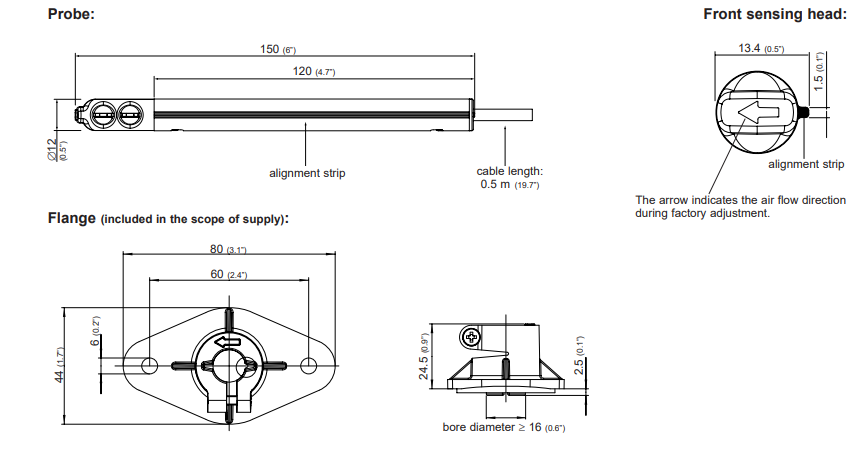 Probe:
Front sensing head:
150 (6")
120 (4.7")
13.4 (0.5")
1.5 (0.1")
Ø12
(0.5")
alignment strip
cable length:
0.5 m (19.7")
alignment strip
The arrow indicates the air flow direction
during factory adjustment.
Flange (included in the scope of supply):
80 (3.1")
60 (2.4")
6 (0.2")
44 (1.7")
24.5 (0.9")
2.5 (0.1")
bore diameter ≥ 16 (0.6")